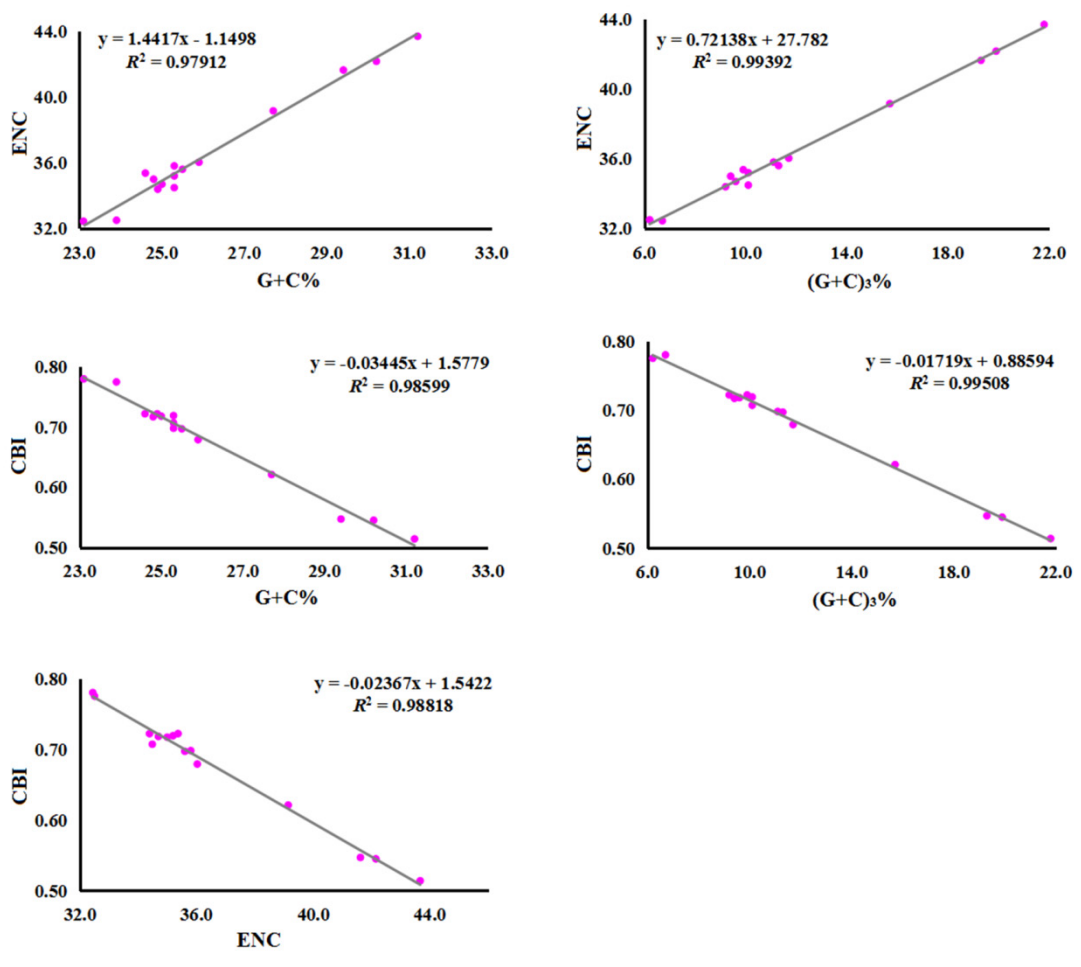 y = 1.4417x - 1.1498
R² = 0.97912
44.0
40.0
36.0
32.0
ENC
23.0 25.0 27.0 29.0 31.0 33.0
G+C%
y = 0.72138x + 27.782
R² = 0.99392
44.0
40.0
36.0
32.0
ENC
6.0 10.0 14.0 18.0 22.0
(G+C)₃%
y = -0.03445x + 1.5779
R² = 0.98599
0.80
0.70
0.60
0.50
CBI
23.0 25.0 27.0 29.0 31.0 33.0
G+C%
y = -0.01719x + 0.88594
R² = 0.99508
0.80
0.70
0.60
0.50
CBI
6.0 10.0 14.0 18.0 22.0
(G+C)₃%
y = -0.02367x + 1.5422
R² = 0.98818
0.80
0.70
0.60
0.50
CBI
32.0 36.0 40.0 44.0
ENC